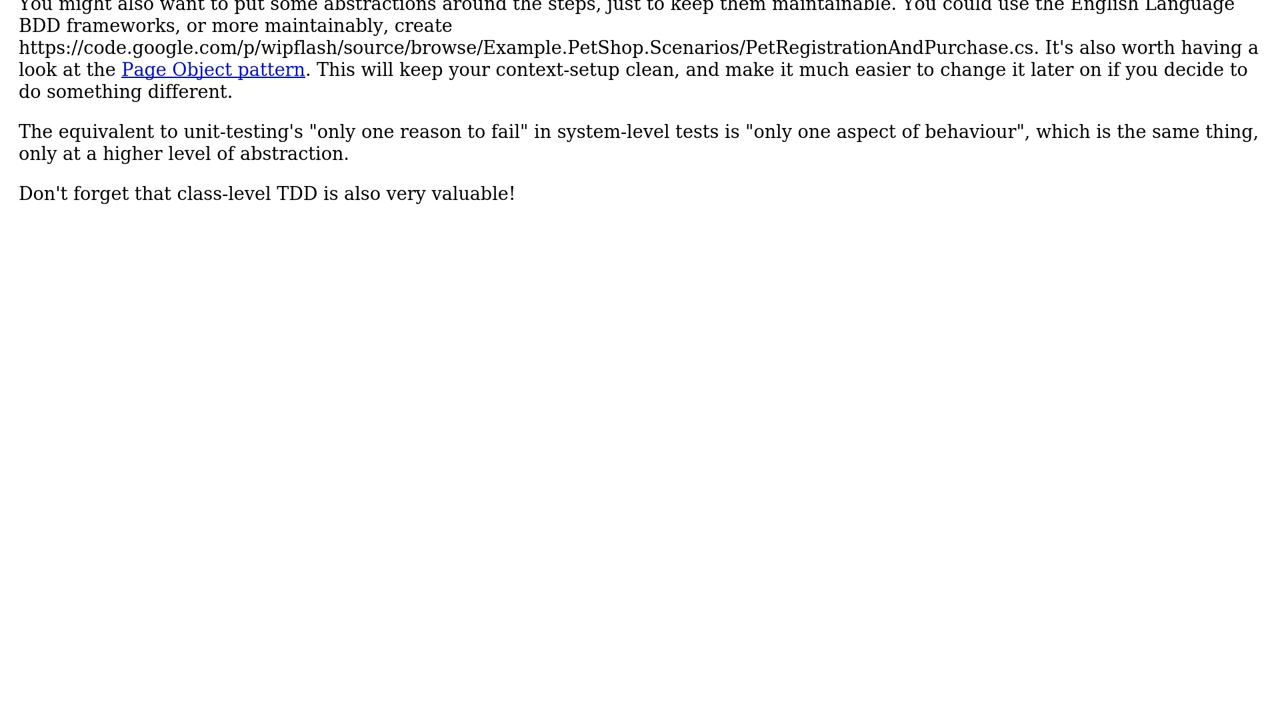 You might also want to put some abstractions around the steps, just to keep them maintainable. You could use the English Language
BDD frameworks, or more maintainably, create
https://code.google.com/p/wipflash/source/browse/Example.PetShop.Scenarios/PetRegistrationAndPurchase.cs. It's also worth having a
look at the Page Object pattern. This will keep your context-setup clean, and make it much easier to change it later on if you decide to
do something different.
The equivalent to unit-testing's "only one reason to fail" in system-level tests is "only one aspect of behaviour", which is the same thing,
only at a higher level of abstraction.
Don't forget that class-level TDD is also very valuable!